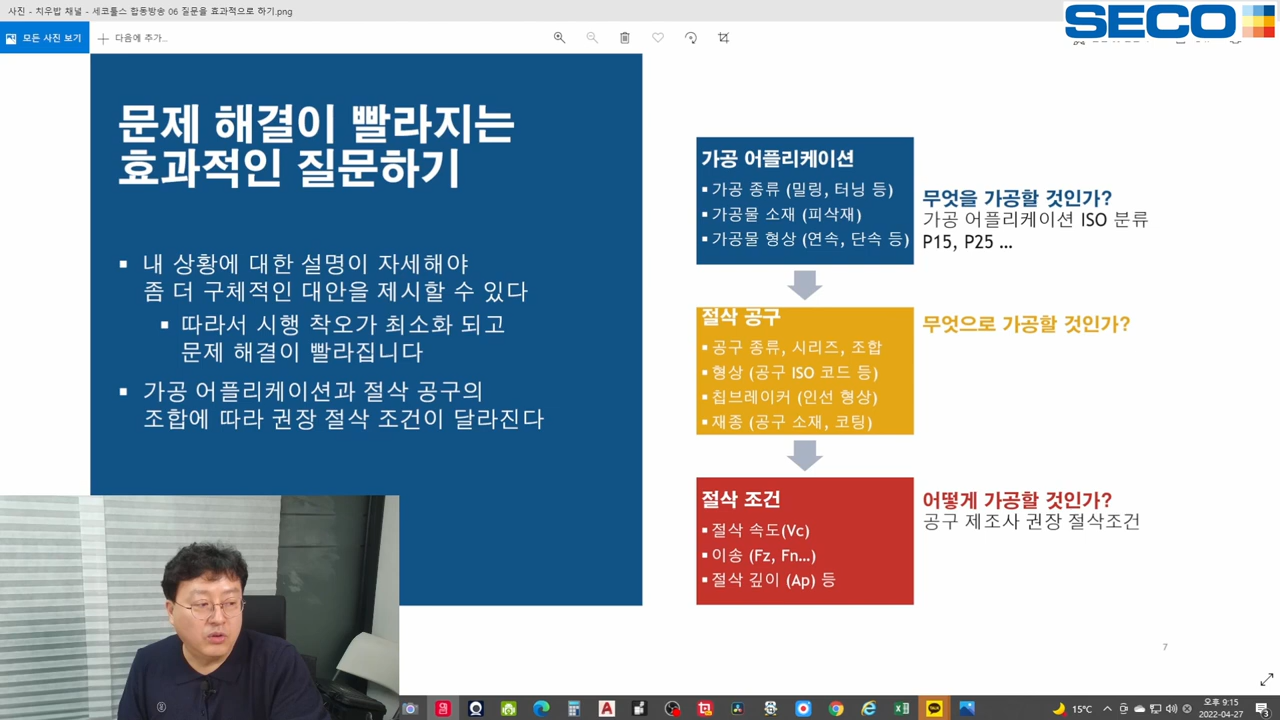 사진 - 치우밥 채널 - 세코툴스 합동방송 06 질문을 효과적으로 하기.png
SECO
모든 사진 보기
다음에 추가...
문제 해결이 빨라지는
효과적인 질문하기
▪ 내 상황에 대한 설명이 자세해야
좀 더 구체적인 대안을 제시할 수 있다
▪ 따라서 시행 착오가 최소화 되고
문제 해결이 빨라집니다
▪ 가공 어플리케이션과 절삭 공구의
조합에 따라 권장 절삭 조건이 달라진다
가공 어플리케이션
▪ 가공 종류 (밀링, 터닝 등)
▪ 가공물 소재 (피삭재)
▪ 가공물 형상 (연속, 단속 등)
무엇을 가공할 것인가?
가공 어플리케이션 ISO 분류
P15, P25 ...
절삭 공구
▪ 공구 종류, 시리즈, 조합
▪ 형상 (공구 ISO 코드 등)
▪ 칩브레이커 (인선 형상)
▪ 재종 (공구 소재, 코팅)
무엇으로 가공할 것인가?
절삭 조건
▪ 절삭 속도(Vc)
▪ 이송 (Fz, Fn...)
▪ 절삭 깊이 (Ap) 등
어떻게 가공할 것인가?
공구 제조사 권장 절삭조건
7
15℃
오후 9:15
2022-04-27